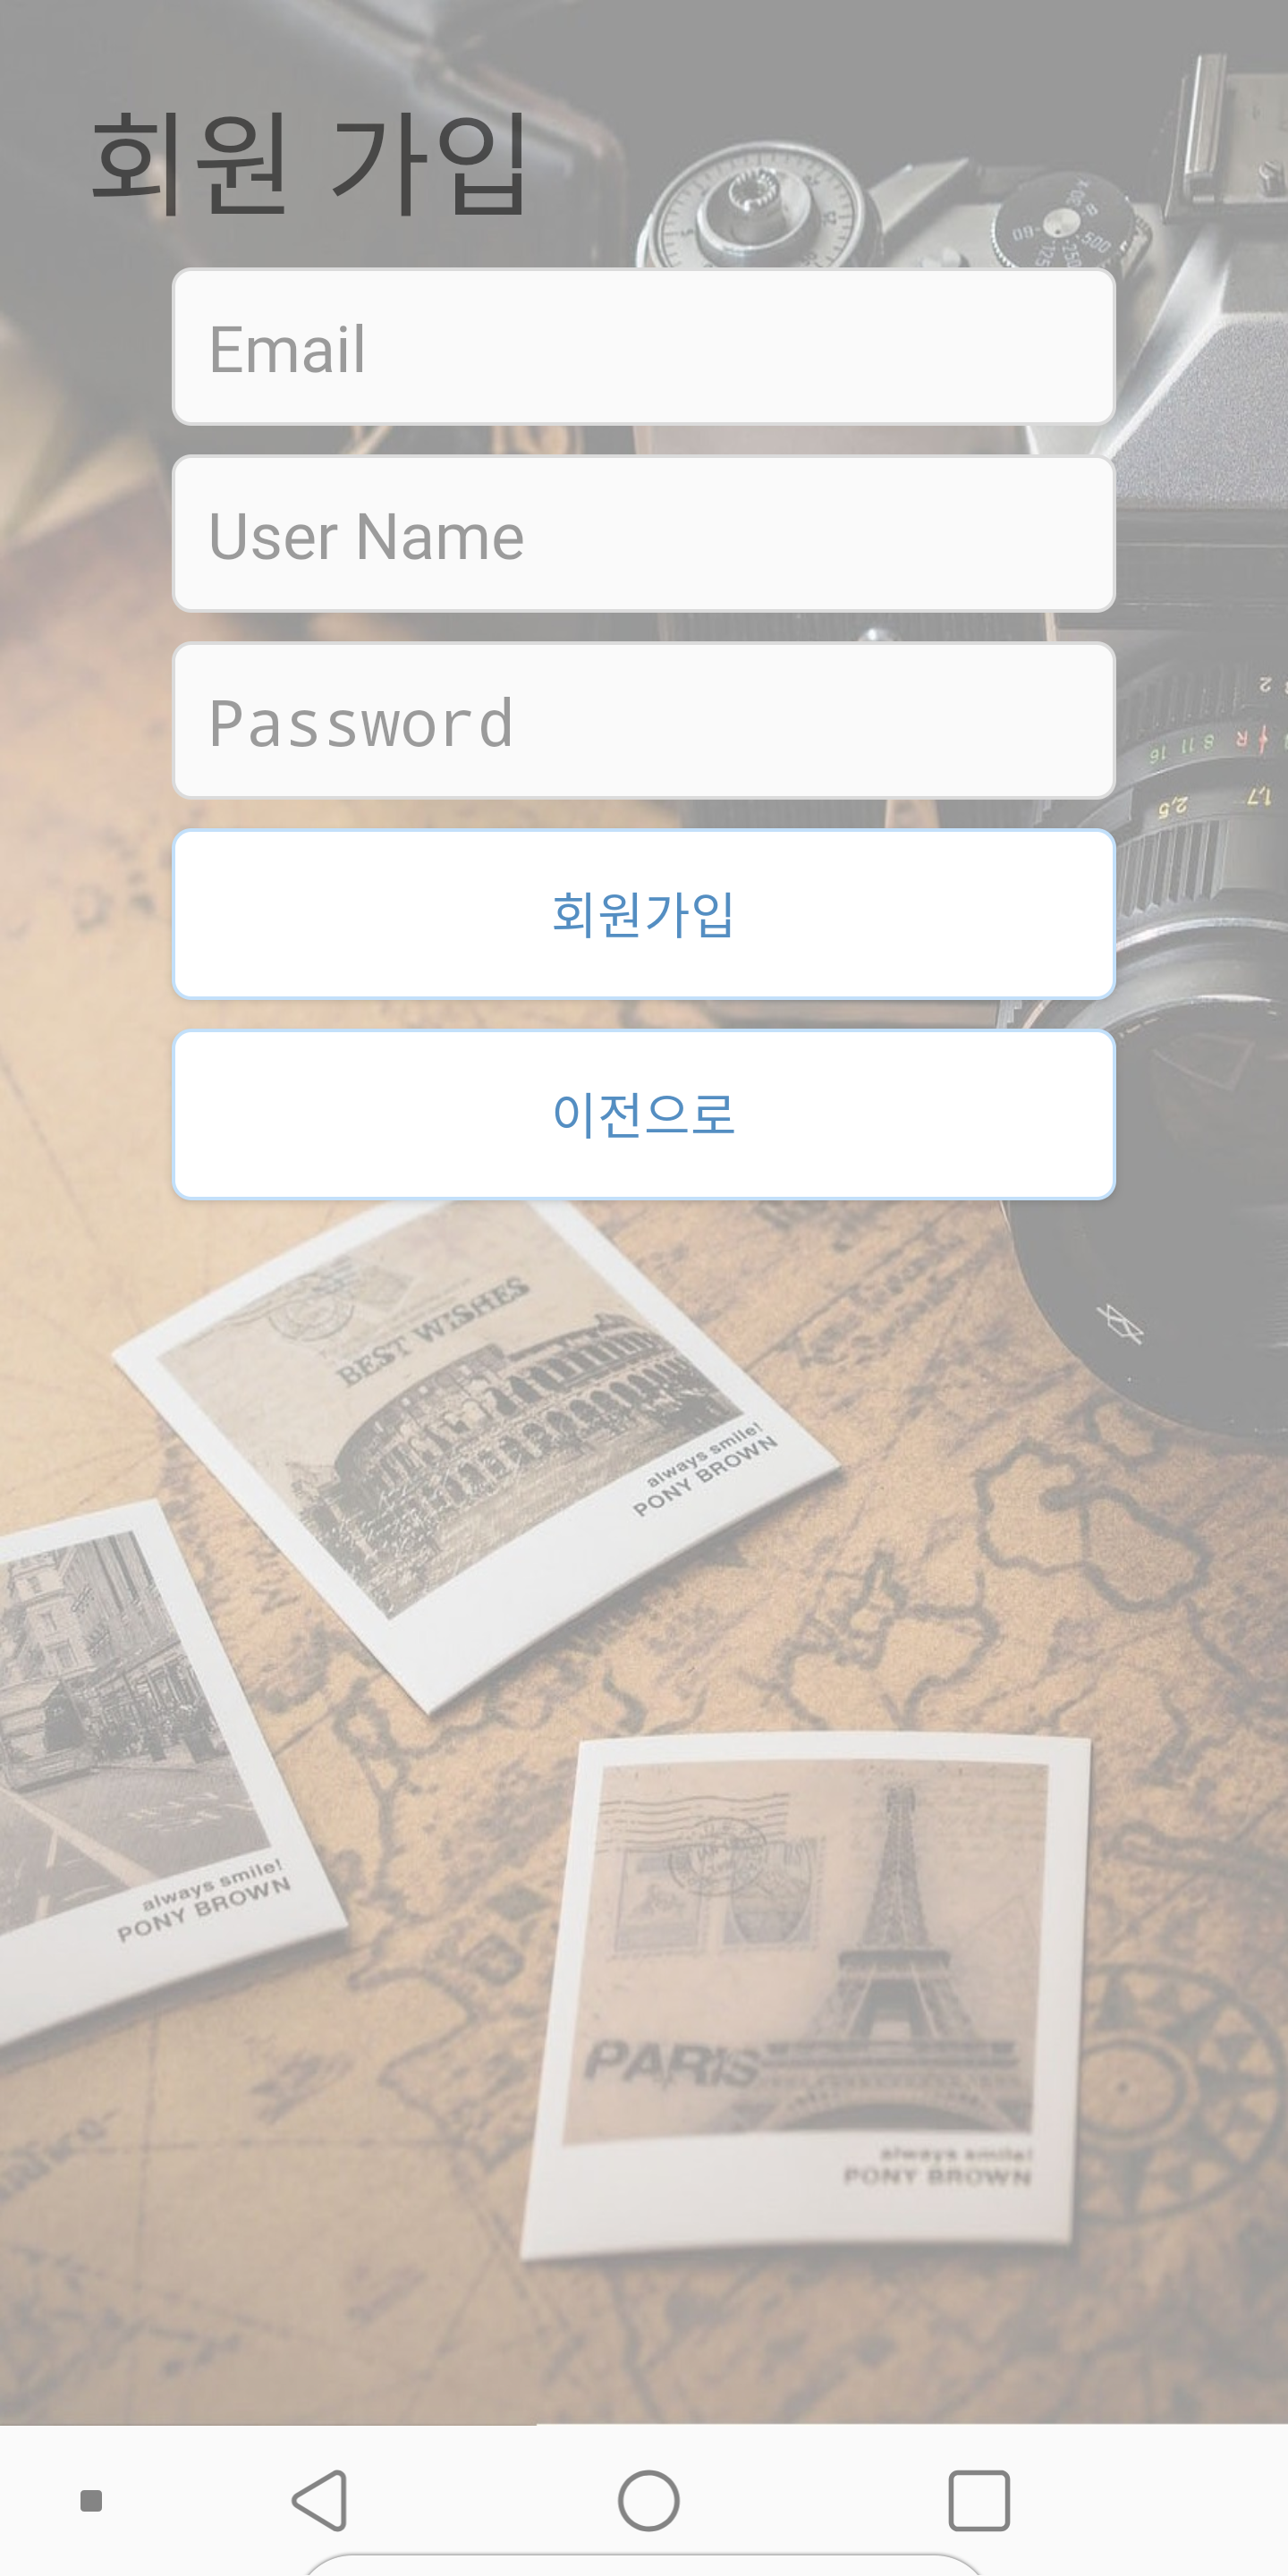 회원 가입
Email
User Name
Password
회원가입
이전으로
BEST WISHES
always smile!
PONY BROWN
always smile!
PONY BROWN
PARIS
always smile!
PONY BROWN